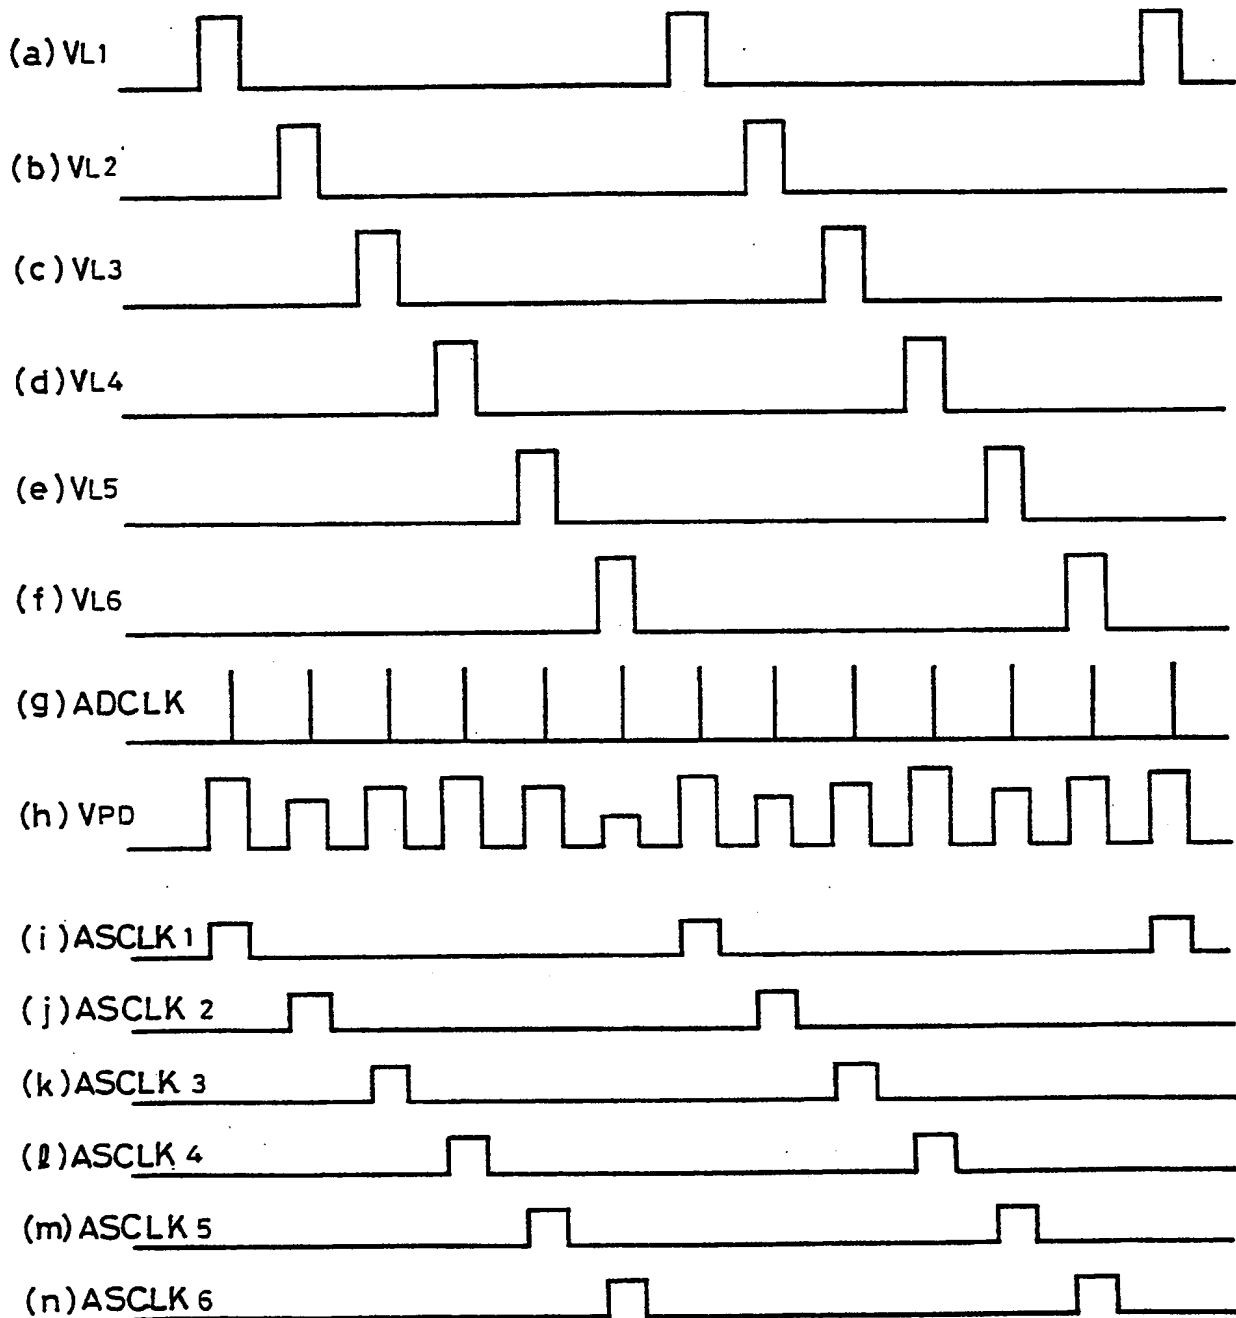 (a) VL1
(b) VL2
(c) VL3
(d) VL4
(e) VL5
(f) VL6
(g) ADCLK
(h) VPD
(i) ASCLK 1
(j) ASCLK 2
(k) ASCLK 3
(ℓ) ASCLK 4
(m) ASCLK 5
(n) ASCLK 6